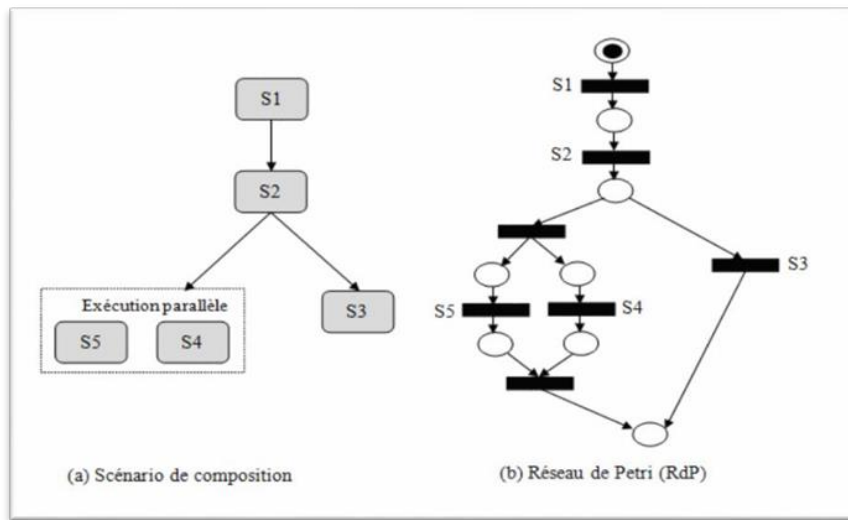 S1
S2
Exécution parallèle
S5
S4
S3
(a) Scénario de composition
S1
S2
S3
S5
S4
(b) Réseau de Petri (RdP)